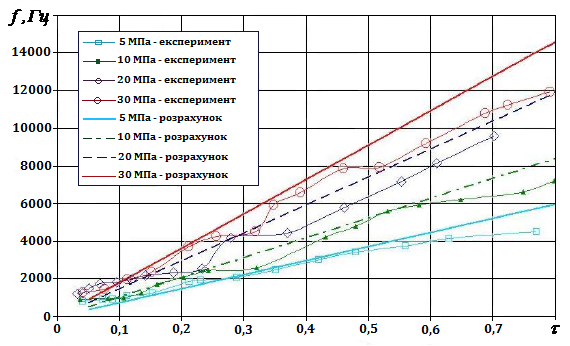 f, Гц
14000
12000
10000
8000
6000
4000
2000
0
5 МПа - експеримент
10 МПа - експеримент
20 МПа - експеримент
30 МПа - експеримент
5 МПа - розрахунок
10 МПа - розрахунок
20 МПа - розрахунок
30 МПа - розрахунок
0 0,1 0,2 0,3 0,4 0,5 0,6 0,7 τ